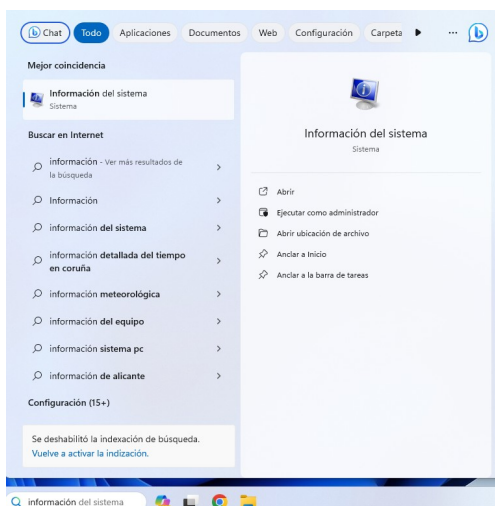 Chat Todo Aplicaciones Documentos Web Configuración Carpeta
Mejor coincidencia
Información del sistema
Sistema
Buscar en Internet
información - Ver más resultados de
la búsqueda
Información
información del sistema
información detallada del tiempo
en coruña
información meteorológica
información del equipo
información sistema pc
información de alicante
Configuración (15+)
Se deshabilitó la indexación de búsqueda.
Vuelve a activar la indización.
Información del sistema
Sistema
Abrir
Ejecutar como administrador
Abrir ubicación de archivo
Anclar a Inicio
Anclar a la barra de tareas
información del sistema